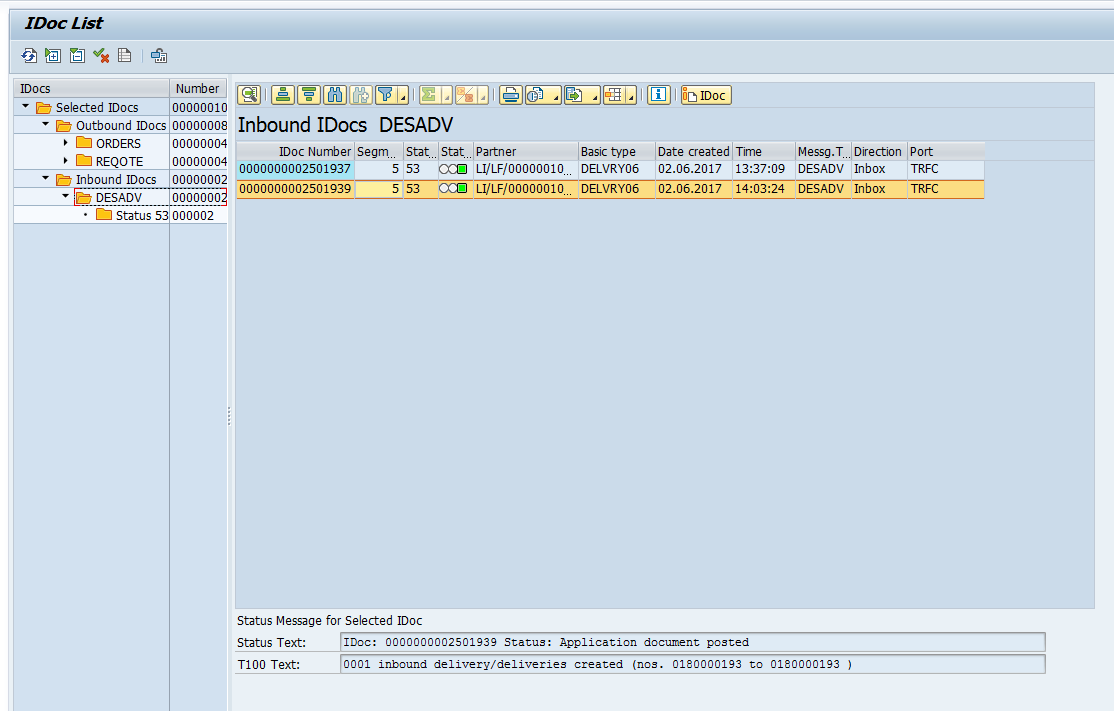 IDoc List
IDocs Number
Selected IDocs 00000010
Outbound IDocs 00000008
ORDERS 00000004
REQOTE 00000004
Inbound IDocs 00000002
DESADV 00000002
Status 53 000002
IDoc
Inbound IDocs DESADV
IDoc Number Segm... Stat... Stat... Partner Basic type Date created Time Messg.T... Direction Port
0000000002501937 5 53 LI/LF/00000010... DELVRY06 02.06.2017 13:37:09 DESADV Inbox TRFC
0000000002501939 5 53 LI/LF/00000010... DELVRY06 02.06.2017 14:03:24 DESADV Inbox TRFC
Status Message for Selected IDoc
Status Text: IDoc: 0000000002501939 Status: Application document posted
T100 Text: 0001 inbound delivery/deliveries created (nos. 0180000193 to 0180000193 )